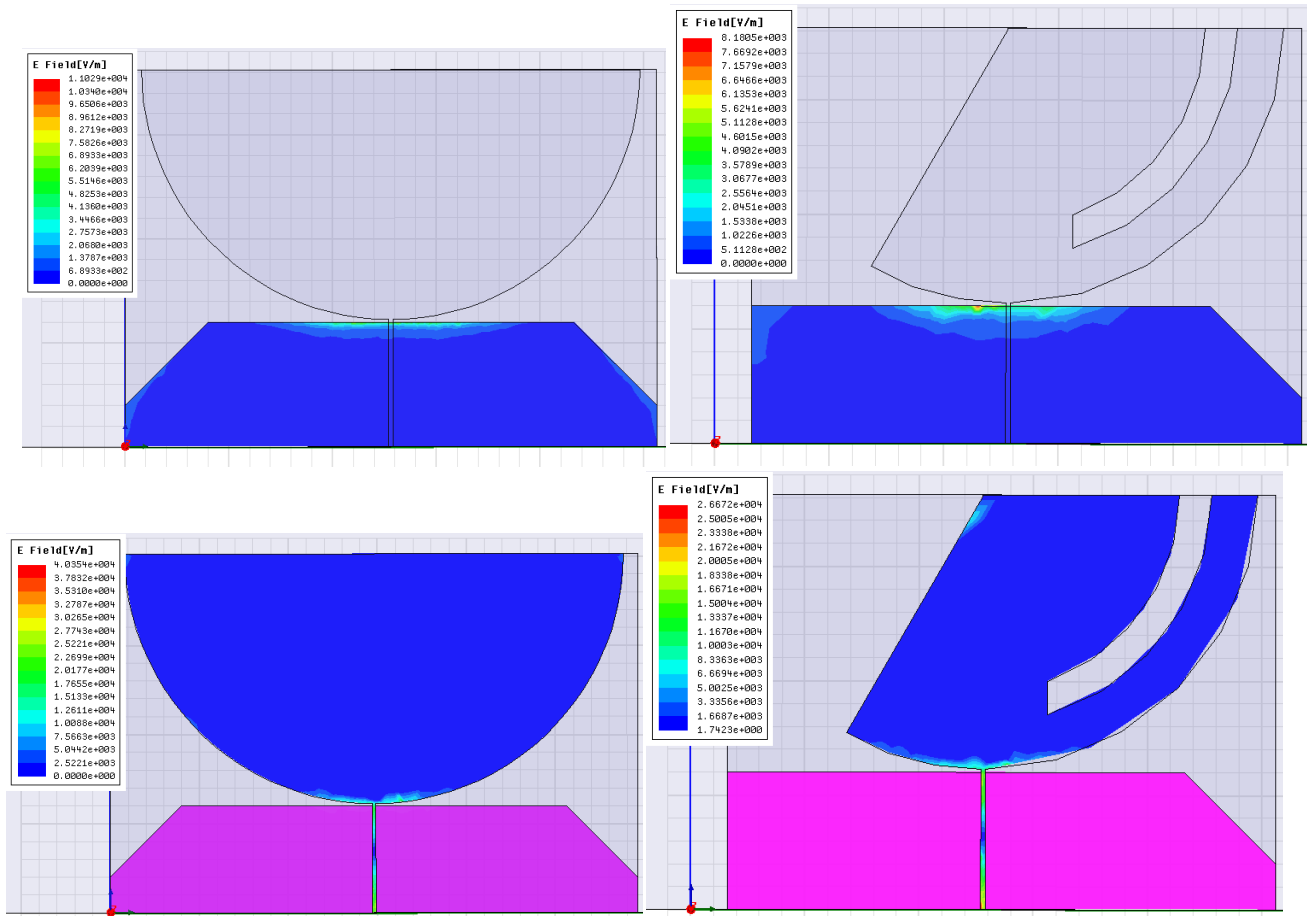 E Field[V/m]
1.1029e+004
1.0340e+004
9.6506e+003
8.9612e+003
8.2719e+003
7.5826e+003
6.8933e+003
6.2039e+003
5.5146e+003
4.8253e+003
4.1360e+003
3.4466e+003
2.7573e+003
2.0680e+003
1.3787e+003
6.8933e+002
0.0000e+000
E Field[V/m]
8.1805e+003
7.6692e+003
7.1579e+003
6.6466e+003
6.1353e+003
5.6241e+003
5.1128e+003
4.6015e+003
4.0902e+003
3.5789e+003
3.0677e+003
2.5564e+003
2.0451e+003
1.5338e+003
1.0226e+003
5.1128e+002
0.0000e+000
E Field[V/m]
4.0354e+004
3.7832e+004
3.5310e+004
3.2787e+004
3.0265e+004
2.7743e+004
2.5221e+004
2.2699e+004
2.0177e+004
1.7655e+004
1.5133e+004
1.2611e+004
1.0088e+004
7.5663e+003
5.0442e+003
2.5221e+003
0.0000e+000
E Field[V/m]
2.6672e+004
2.5005e+004
2.3338e+004
2.1672e+004
2.0005e+004
1.8338e+004
1.6671e+004
1.5004e+004
1.3337e+004
1.1670e+004
1.0003e+004
8.3363e+003
6.6694e+003
5.0025e+003
3.3356e+003
1.6687e+003
1.7423e+000